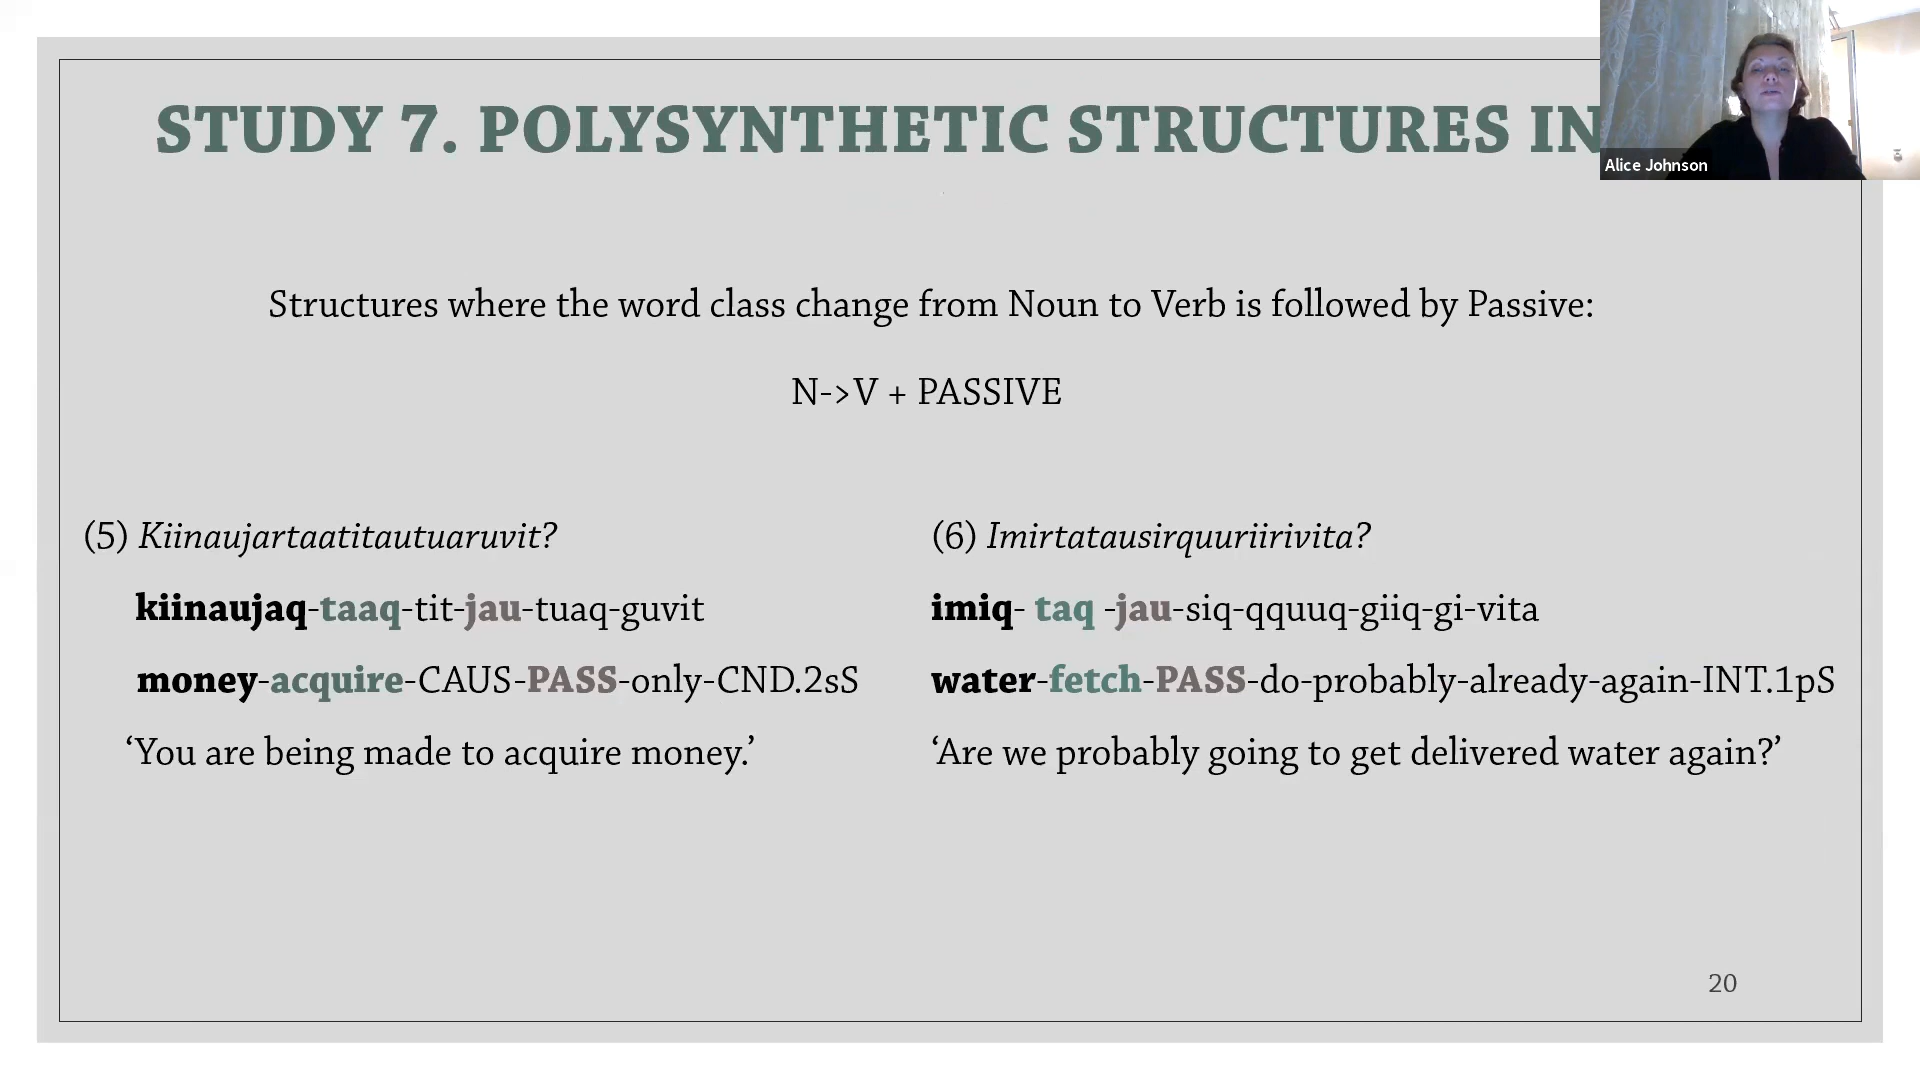 STUDY 7. POLYSYNTHETIC STRUCTURES IN
Alice Johnson
Structures where the word class change from Noun to Verb is followed by Passive:
N->V + PASSIVE
(5) Kiinaujartaatitautuaruvit?
kiinaujaq-taaq-tit-jau-tuaq-guvit
money-acquire-CAUS-PASS-only-CND.2sS
‘You are being made to acquire money.’
(6) Imirtatausirquuriirivita?
imiq- taq -jau-siq-qquuq-giiq-gi-vita
water-fetch-PASS-do-probably-already-again-INT.1pS
‘Are we probably going to get delivered water again?’
20